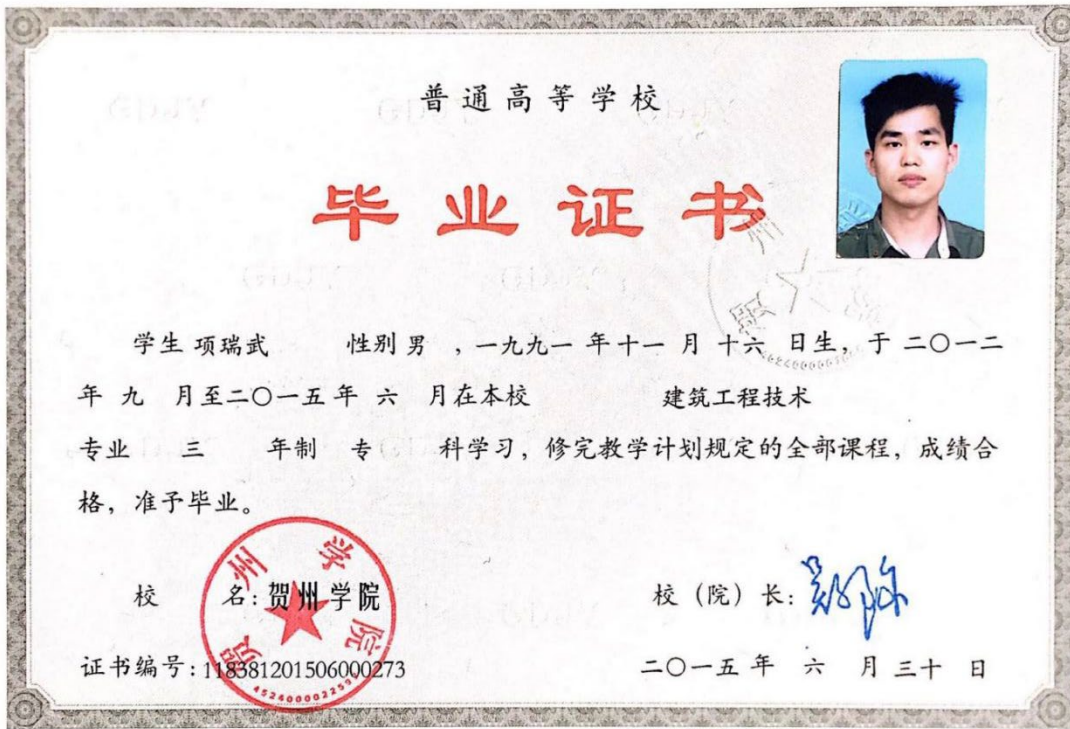 普通高等学校
毕业证书
学生 项瑞武 性别 男 ，一九九一 年 十一 月 十六 日生，于 二〇一二
年 九 月至二〇一五 年 六 月在本校 建筑工程技术
专业 三 年制 专 科学习，修完教学计划规定的全部课程，成绩合
格，准予毕业。
校 名：贺州学院
校（院）长：
证书编号：118381201506000273
二〇一五 年 六 月 三十 日
贺州学院